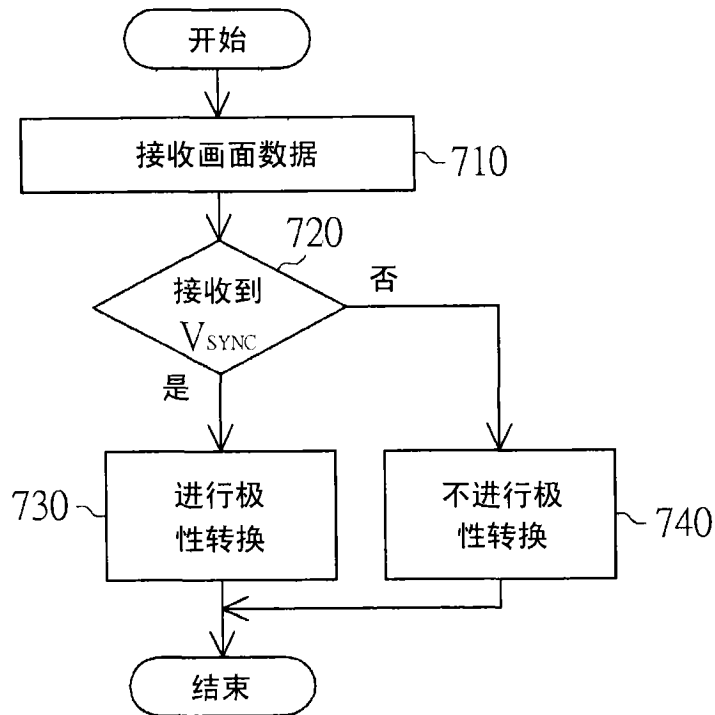 开始
接收画面数据
710
720
接收到
VSYNC
否
是
730
进行极
性转换
不进行极
性转换
740
结束